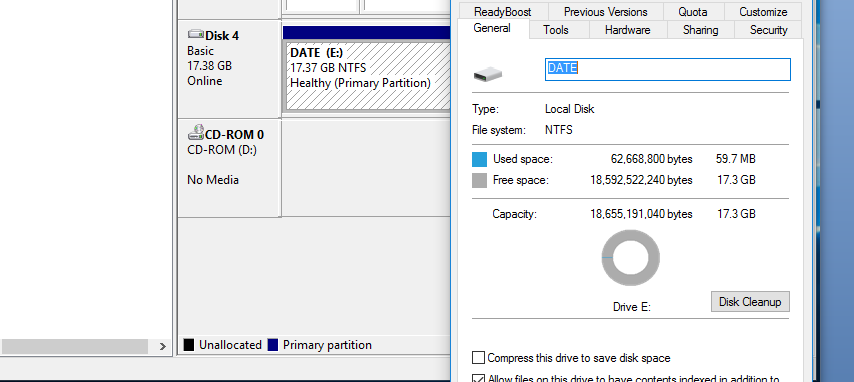 Disk 4
Basic
17.38 GB
Online
DATE (E:)
17.37 GB NTFS
Healthy (Primary Partition)
CD-ROM 0
CD-ROM (D:)
No Media
Unallocated
Primary partition
ReadyBoost
Previous Versions
Quota
Customize
General
Tools
Hardware
Sharing
Security
DATE
Type: Local Disk
File system: NTFS
Used space: 62,668,800 bytes 59.7 MB
Free space: 18,592,522,240 bytes 17.3 GB
Capacity: 18,655,191,040 bytes 17.3 GB
Drive E:
Disk Cleanup
Compress this drive to save disk space
Allow files on this drive to have contents indexed in addition to